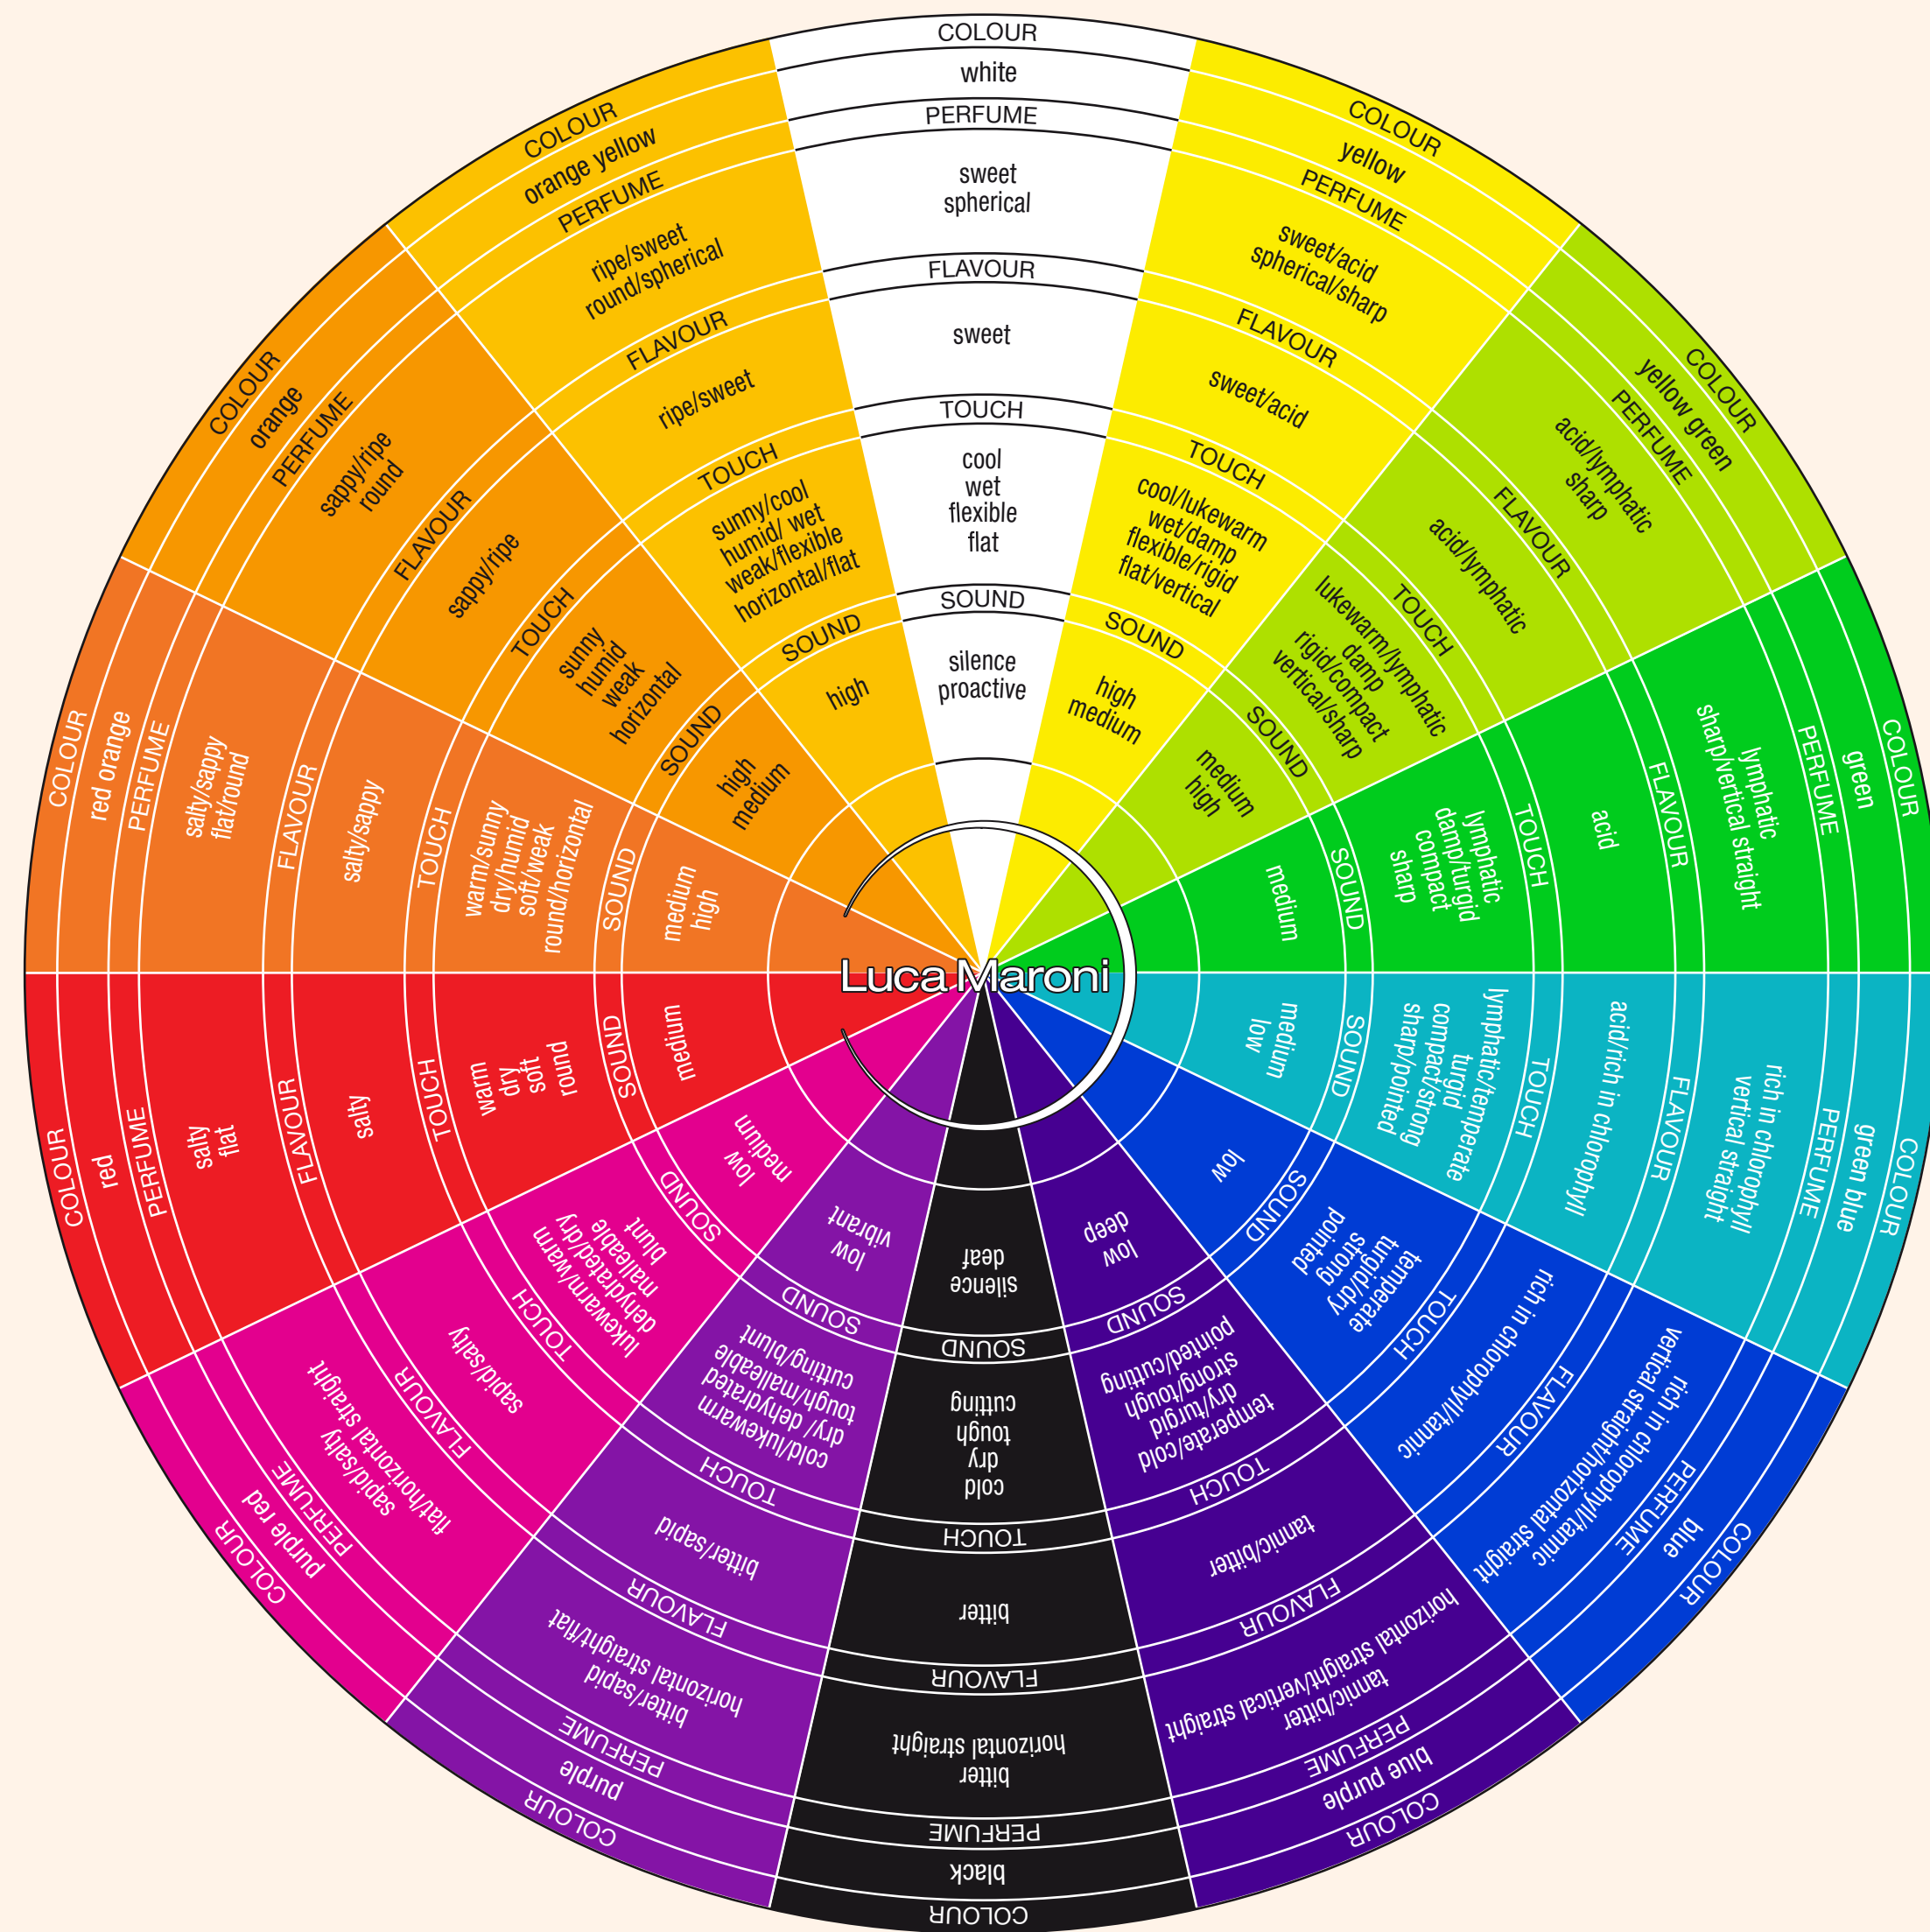 COLOUR
white
PERFUME
sweet
spherical
FLAVOUR
sweet
TOUCH
cool
wet
flexible
flat
SOUND
silence
proactive
COLOUR
yellow
PERFUME
sweet/acid
spherical/sharp
FLAVOUR
sweet/acid
TOUCH
cool/lukewarm
wet/damp
flexible/rigid
flat/vertical
SOUND
high
medium
COLOUR
yellow green
PERFUME
acid/lymphatic
sharp
FLAVOUR
acid/lymphatic
TOUCH
lukewarm/lymphatic
damp
rigid/compact
vertical/sharp
SOUND
medium
high
COLOUR
green
PERFUME
lymphatic
sharp/vertical straight
FLAVOUR
acid
TOUCH
lymphatic
damp/turgid
compact
sharp
SOUND
medium
COLOUR
green blue
PERFUME
rich in chlorophyll
vertical straight
FLAVOUR
acid/rich in chlorophyll
TOUCH
lymphatic/temperate
turgid
compact/strong
sharp/pointed
SOUND
medium
low
COLOUR
blue
PERFUME
rich in chlorophyll/tannic
vertical straight/horizontal straight
FLAVOUR
rich in chlorophyll/tannic
TOUCH
temperate
turgid/dry
strong
pointed
SOUND
low
COLOUR
blue purple
PERFUME
tannic/bitter
horizontal straight/vertical straight
FLAVOUR
tannic/bitter
TOUCH
temperate/cold
dry/turgid
strong/tough
pointed/cutting
SOUND
low
deep
COLOUR
black
PERFUME
bitter
horizontal straight
FLAVOUR
bitter
TOUCH
cold
dry
tough
cutting
SOUND
silence
deaf
COLOUR
purple
PERFUME
bitter/sapid
horizontal straight/flat
FLAVOUR
bitter/sapid
TOUCH
cold/lukewarm
dry/ dehydrated
tough/malleable
cutting/blunt
SOUND
low
vibrant
COLOUR
purple red
PERFUME
sapid/salty
flat/horizontal straight
FLAVOUR
sapid/salty
TOUCH
lukewarm/warm
dehydrated/dry
malleable
blunt
SOUND
low
medium
COLOUR
red
PERFUME
salty
flat
FLAVOUR
salty
TOUCH
warm
dry
soft
round
SOUND
medium
COLOUR
red orange
PERFUME
salty/sappy
flat/round
FLAVOUR
salty/sappy
TOUCH
warm/sunny
dry/humid
soft/weak
round/horizontal
SOUND
medium
high
COLOUR
orange
PERFUME
sappy/ripe
round
FLAVOUR
sappy/ripe
TOUCH
sunny
humid
weak
horizontal
SOUND
high
medium
COLOUR
orange yellow
PERFUME
ripe/sweet
round/spherical
FLAVOUR
ripe/sweet
TOUCH
sunny/cool
humid/ wet
weak/flexible
horizontal/flat
SOUND
high
Luca Maroni